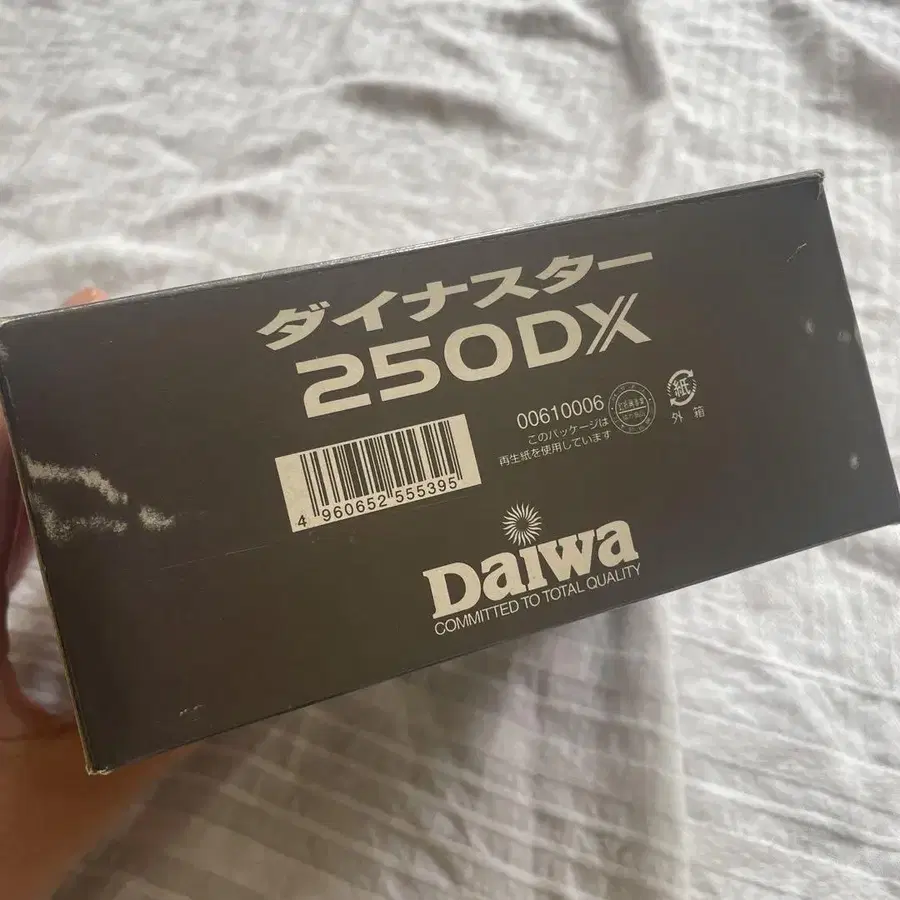 ダイナスター
250DX
00610006
このパッケージは
再生紙を使用しています
紙
外箱
4 960652 555395
Daiwa
COMMITTED TO TOTAL QUALITY